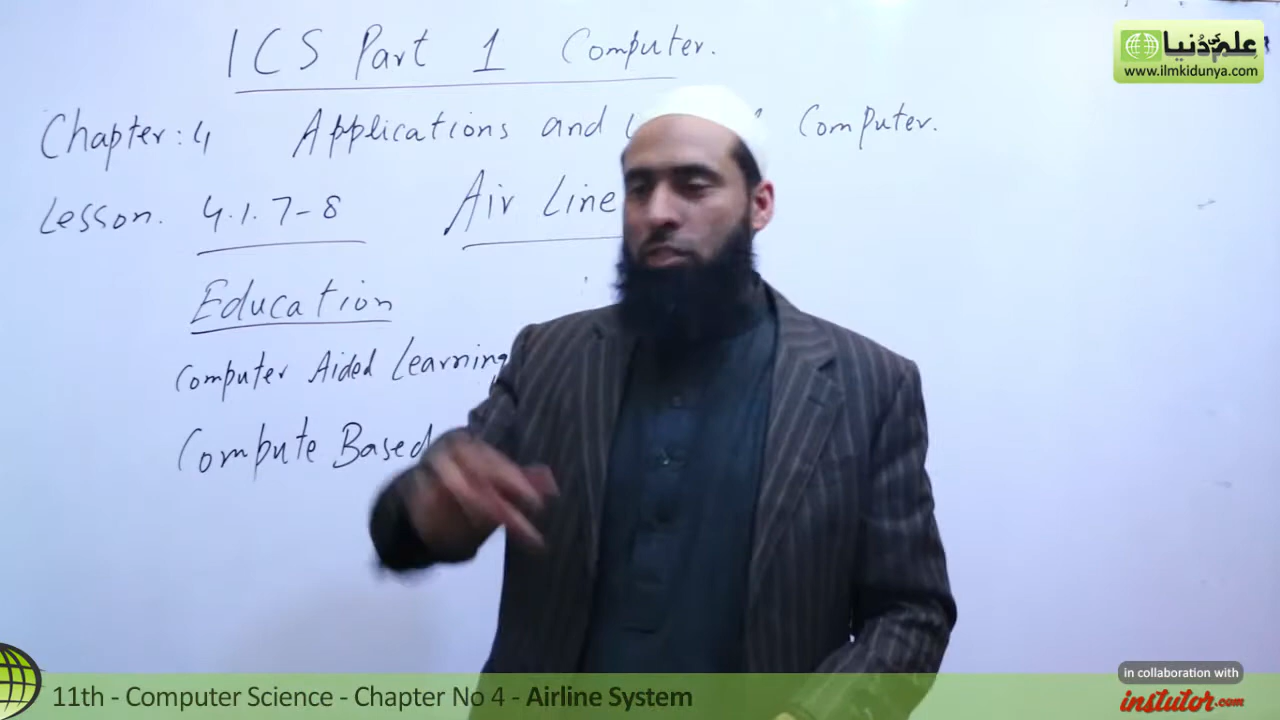 ICS Part 1 Computer.
Chapter: 4 Applications and Computer.
Lesson. 4.1.7-8 Air Line
Education
Computer Aided Learning
Compute Based
علم کی دُنیا
www.ilmkidunya.com
11th - Computer Science - Chapter No 4 - Airline System
in collaboration with
instutor.com